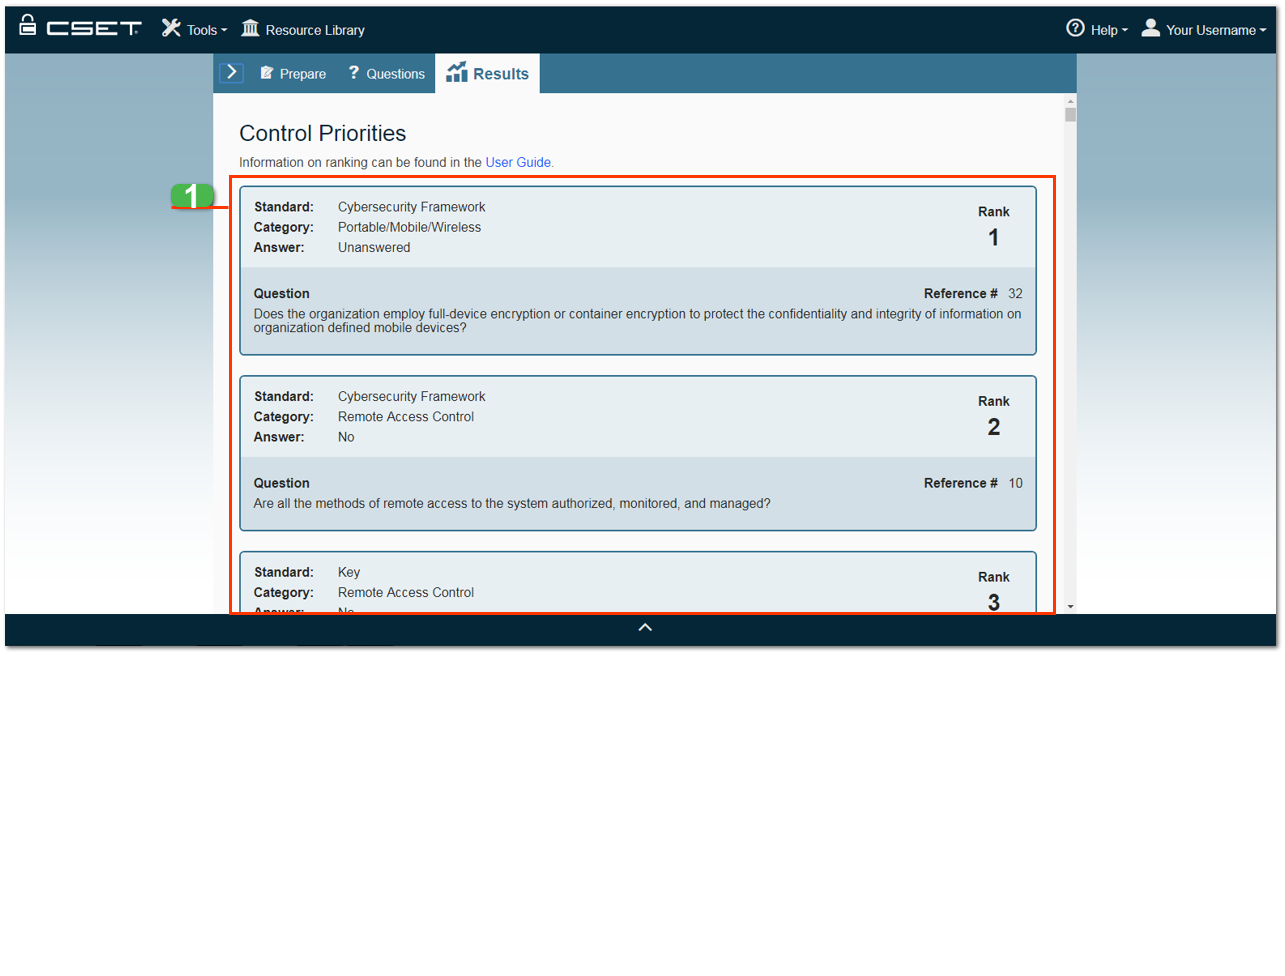 CSET Tools Resource Library Help Your Username
Prepare ? Questions Results
Control Priorities
Information on ranking can be found in the User Guide.
1
Standard: Cybersecurity Framework
Rank
Category: Portable/Mobile/Wireless
1
Answer: Unanswered
Question Reference # 32
Does the organization employ full-device encryption or container encryption to protect the confidentiality and integrity of information on
organization defined mobile devices?
Standard: Cybersecurity Framework
Rank
Category: Remote Access Control
2
Answer: No
Question Reference # 10
Are all the methods of remote access to the system authorized, monitored, and managed?
Standard: Key
Rank
Category: Remote Access Control
3
Answer: No